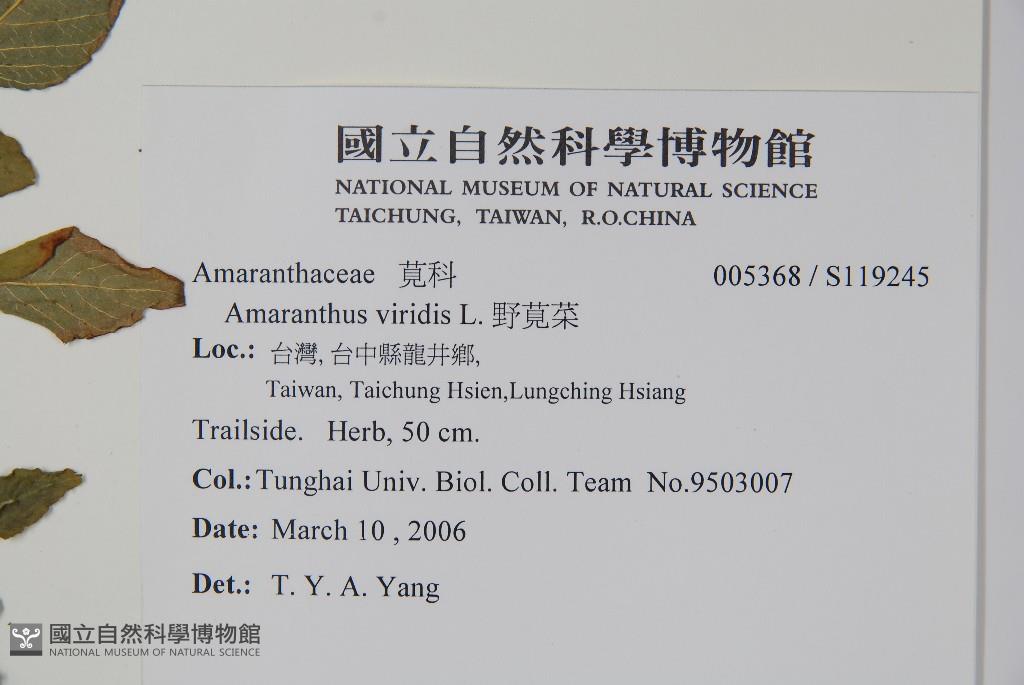 國立自然科學博物館
NATIONAL MUSEUM OF NATURAL SCIENCE
TAICHUNG, TAIWAN, R.O.CHINA
Amaranthaceae 莧科 005368 / S119245
Amaranthus viridis L. 野莧菜
Loc.: 台灣, 台中縣龍井鄉,
Taiwan, Taichung Hsien,Lungching Hsiang
Trailside. Herb, 50 cm.
Col.: Tunghai Univ. Biol. Coll. Team No.9503007
Date: March 10 , 2006
Det.: T. Y. A. Yang
國立自然科學博物館
NATIONAL MUSEUM OF NATURAL SCIENCE